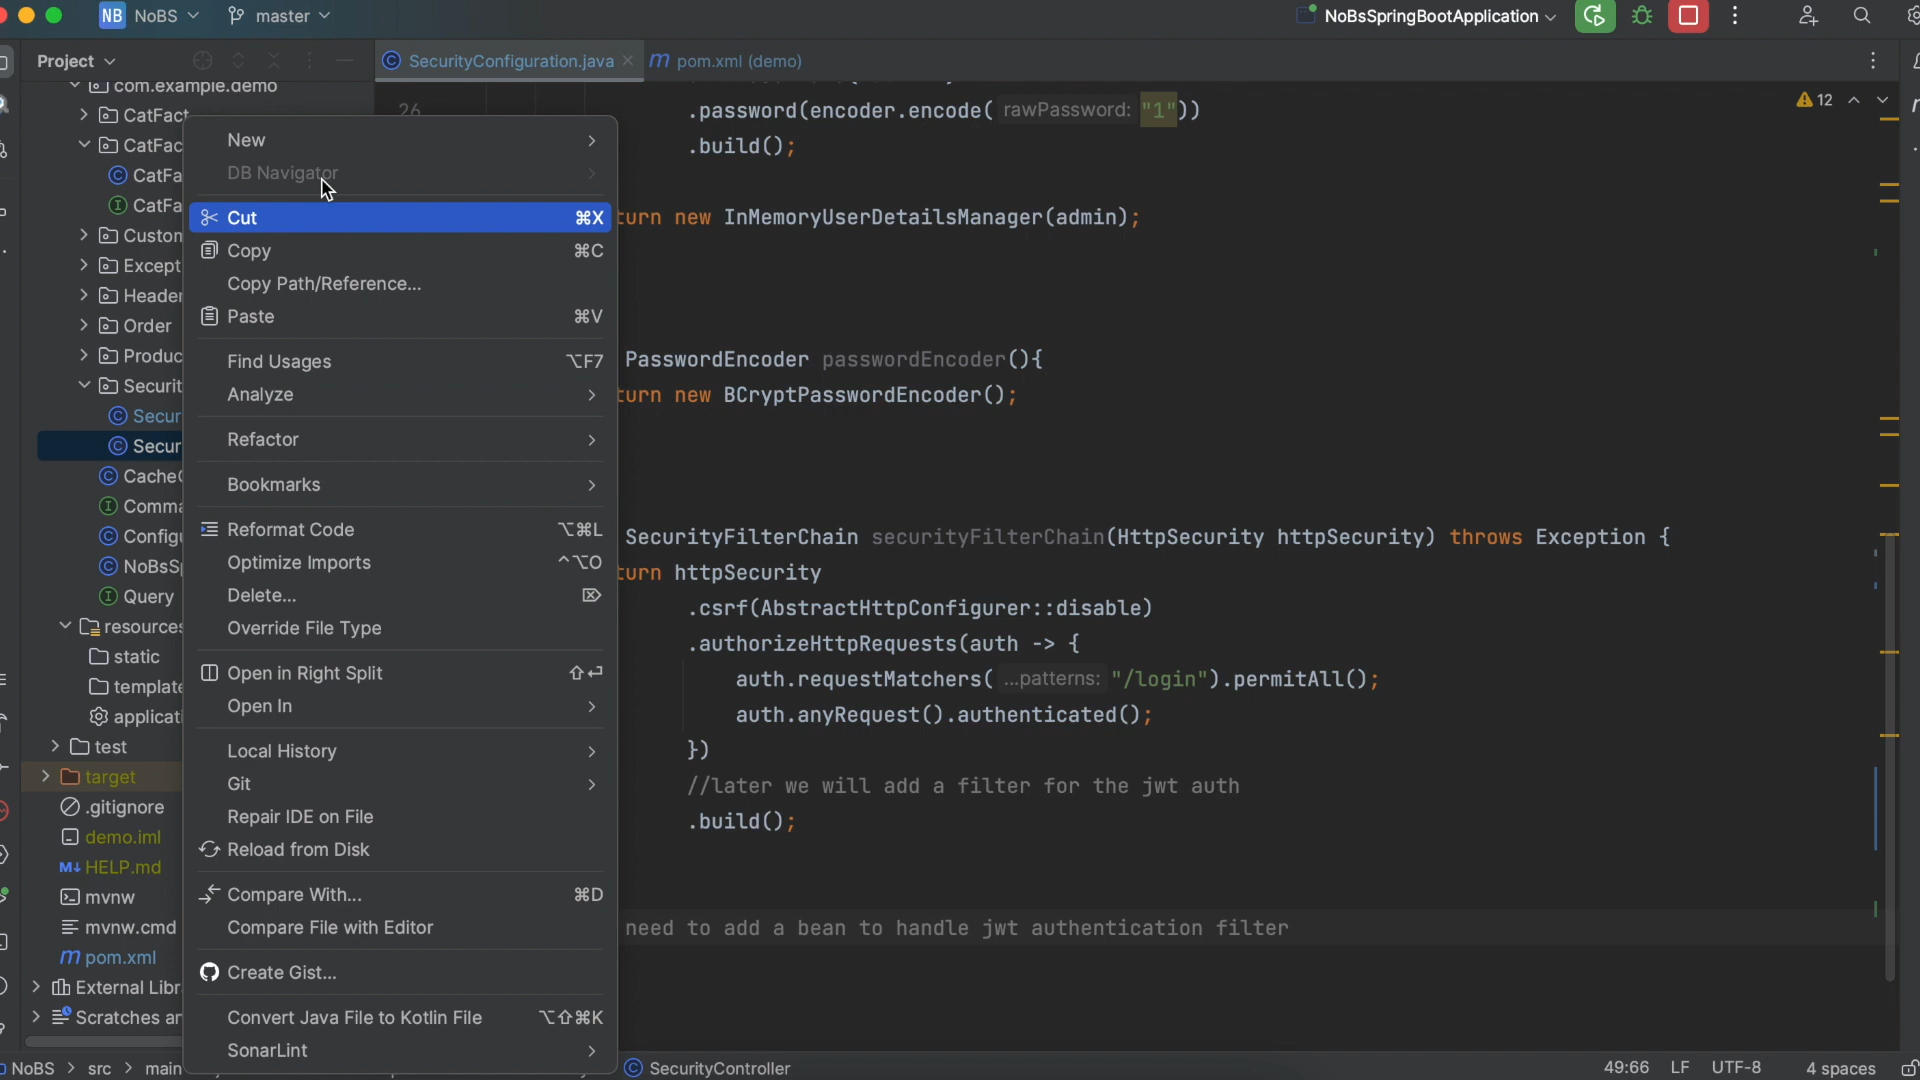 NB NoBS master NoBsSpringBootApplication
Project SecurityConfiguration.java pom.xml (demo)
com.example.demo
CatFact
CatFac
CatFa
CatFa
Custom
Except
Header
Order
Produc
Securit
Secur
Secur
Comma
Configu
Query
resources
static
template
applicati
test
target
.gitignore
demo.iml
M↓ HELP.md
mvnw
mvnw.cmd
m pom.xml
External Libr
Scratches an
New
DB Navigator
Cut ⌘X
Copy ⌘C
Copy Path/Reference...
Paste ⌘V
Find Usages ⌥F7
Analyze
Refactor
Bookmarks
Reformat Code ⌥⌘L
Optimize Imports ^⌥O
Delete... ⌦
Override File Type
Open in Right Split ⇧↩
Open In
Local History
Git
Repair IDE on File
Reload from Disk
Compare With... ⌘D
Compare File with Editor
Create Gist...
Convert Java File to Kotlin File ⌥⇧⌘K
SonarLint
26 .password(encoder.encode( rawPassword: "1"))
.build();
turn new InMemoryUserDetailsManager(admin);
PasswordEncoder passwordEncoder(){
turn new BCryptPasswordEncoder();
SecurityFilterChain securityFilterChain(HttpSecurity httpSecurity) throws Exception {
turn httpSecurity
.csrf(AbstractHttpConfigurer::disable)
.authorizeHttpRequests(auth -> {
auth.requestMatchers( ...patterns: "/login").permitAll();
auth.anyRequest().authenticated();
})
//later we will add a filter for the jwt auth
.build();
need to add a bean to handle jwt authentication filter
12
NoBS > src > main SecurityController 49:66 LF UTF-8 4 spaces